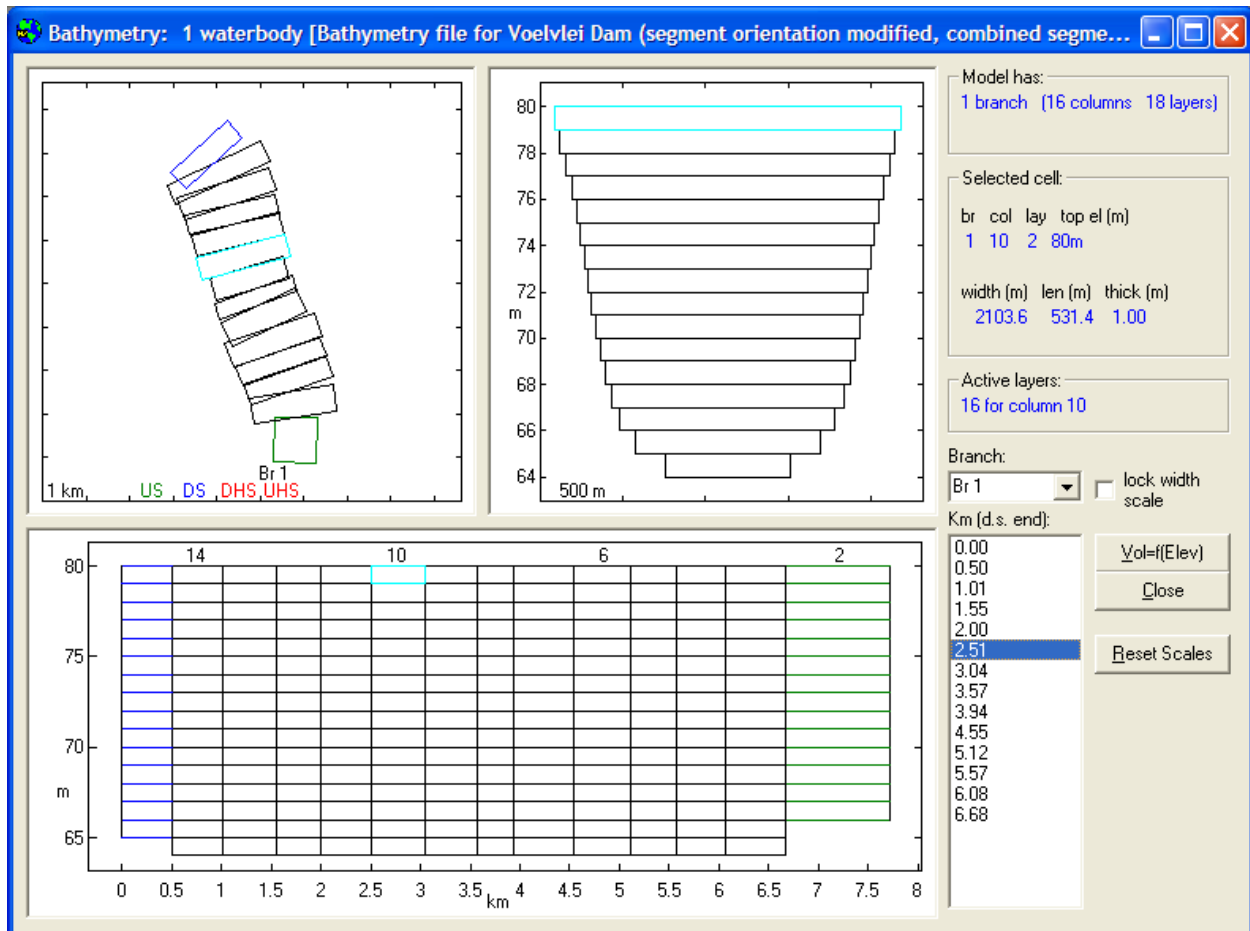 Bathymetry:  1 waterbody [Bathymetry file for Voelvlei Dam (segment orientation modified, combined segme...
Br 1
1 km
US DS DHS UHS
80
78
76
74
72
m
70
68
66
64
500 m
Model has:
1 branch (16 columns 18 layers)
Selected cell:
br col lay top el (m)
1 10 2 80m
width (m) len (m) thick (m)
2103.6 531.4 1.00
Active layers:
16 for column 10
Branch:
Br 1
lock width
scale
Km (d.s. end):
0.00
0.50
1.01
1.55
2.00
2.51
3.04
3.57
3.94
4.55
5.12
5.57
6.08
6.68
Vol=f(Elev)
Close
Reset Scales
14 10 6 2
80
75
70
m
65
0 0.5 1 1.5 2 2.5 3 3.5 4 4.5 5 5.5 6 6.5 7 7.5 8
km